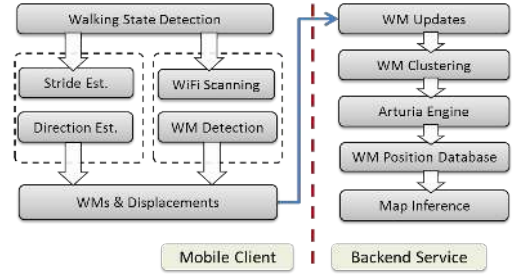 Walking State Detection
Stride Est.
Direction Est.
WiFi Scanning
WM Detection
WMs & Displacements
Mobile Client
WM Updates
WM Clustering
Arturia Engine
WM Position Database
Map Inference
Backend Service